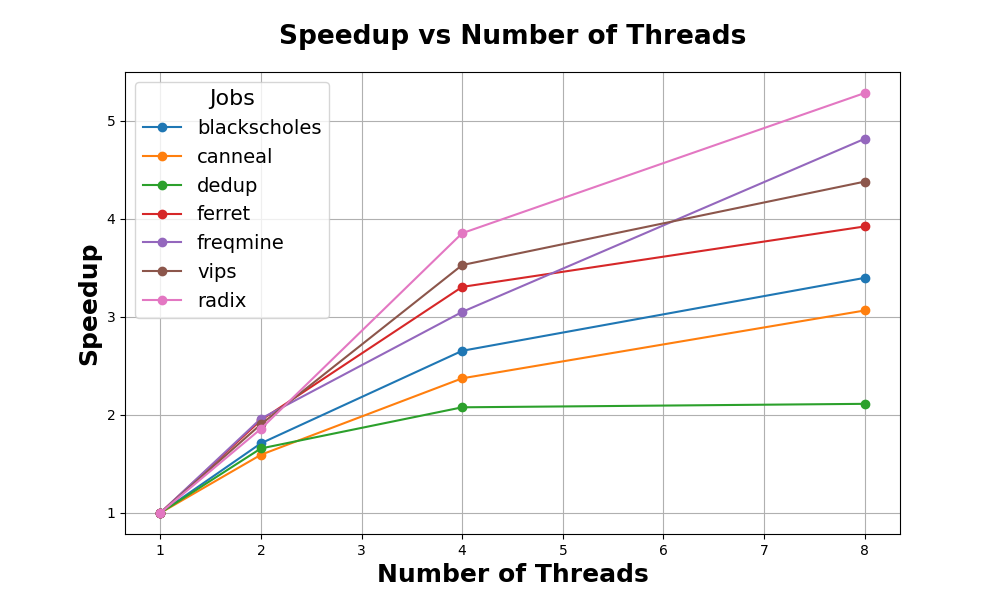 Speedup vs Number of Threads
Jobs
blackscholes
canneal
dedup
ferret
freqmine
vips
radix
Speedup
5
4
3
2
1
1 2 3 4 5 6 7 8
Number of Threads